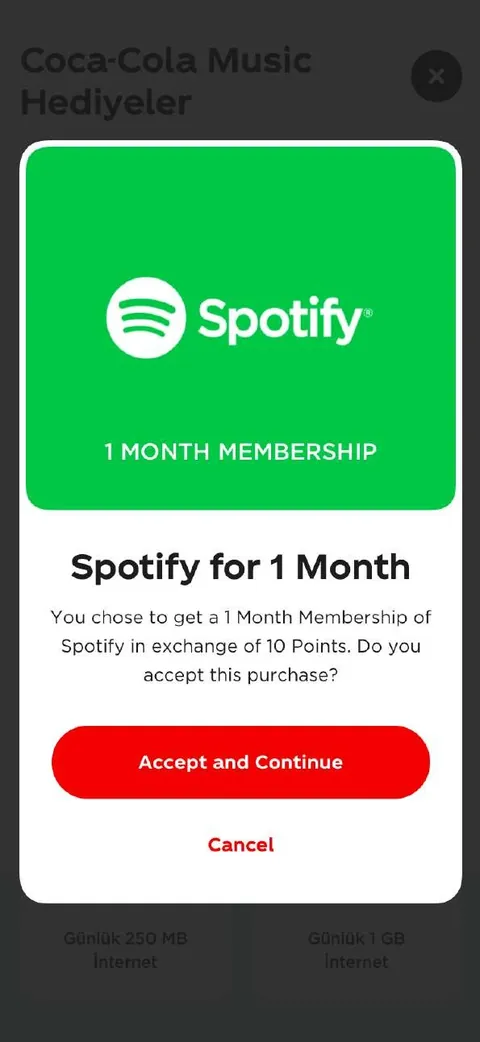 Coca-Cola Music
Hediyeler
Spotify®
1 MONTH MEMBERSHIP
Spotify for 1 Month
You chose to get a 1 Month Membership of
Spotify in exchange of 10 Points. Do you
accept this purchase?
Accept and Continue
Cancel
Günlük 250 MB
İnternet
Günlük 1 GB
İnternet